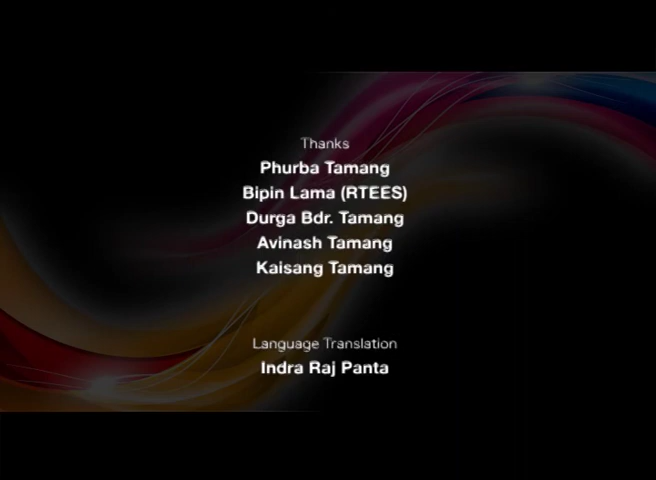 Thanks
Phurba Tamang
Bipin Lama (RTEES)
Durga Bdr. Tamang
Avinash Tamang
Kaisang Tamang
Language Translation
Indra Raj Panta